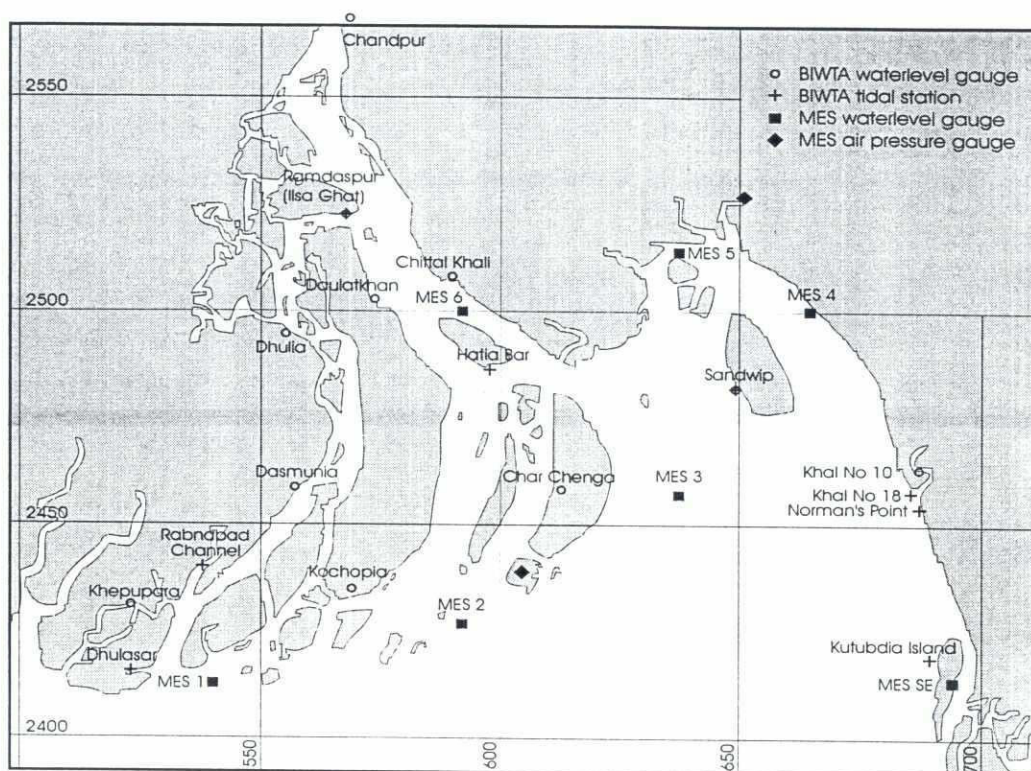 Chandpur
2550
BIWTA waterlevel gauge
BIWTA tidal station
MES waterlevel gauge
MES air pressure gauge
Ramdaspur
(Ilsa Ghat)
Chittal Khali
MES 5
Daulatkhan
MES 6
MES 4
2500
Dhulia
Hatia Bar
Sandwip
Dasmunia
Char Chenga
MES 3
Khal No 10
Khal No 18
Norman's Point
2450
Rabnabad
Channel
Khepupara
Kochopia
MES 2
Dhulasar
MES 1
Kutubdia Island
MES SE
2400
550
600
650
700